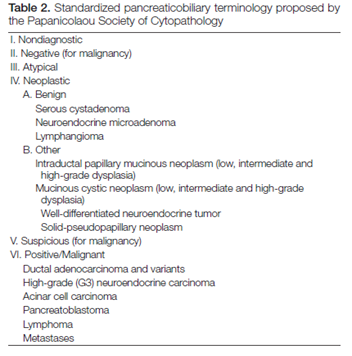 Table 2. Standardized pancreaticobiliary terminology proposed by
the Papanicolaou Society of Cytopathology
I. Nondiagnostic
II. Negative (for malignancy)
III. Atypical
IV. Neoplastic
A. Benign
Serous cystadenoma
Neuroendocrine microadenoma
Lymphangioma
B. Other
Intraductal papillary mucinous neoplasm (low, intermediate and
high-grade dysplasia)
Mucinous cystic neoplasm (low, intermediate and high-grade
dysplasia)
Well-differentiated neuroendocrine tumor
Solid-pseudopapillary neoplasm
V. Suspicious (for malignancy)
VI. Positive/Malignant
Ductal adenocarcinoma and variants
High-grade (G3) neuroendocrine carcinoma
Acinar cell carcinoma
Pancreatoblastoma
Lymphoma
Metastases